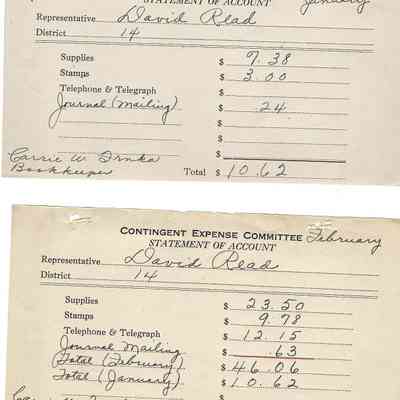 STATEMENT OF ACCOUNT January
Representative David Read
District 14
Supplies $ 7.38
Stamps $ 3.00
Telephone & Telegraph $
Journal (Mailing) $ .24
$
$
Carrie W. Drnka
Bookkeeper Total $ 10.62
CONTINGENT EXPENSE COMMITTEE February
STATEMENT OF ACCOUNT
Representative David Read
District 14
Supplies $ 23.50
Stamps $ 9.78
Telephone & Telegraph $ 12.15
Journal Mailing $ .63
Total (February) $ 46.06
Total (January) $ 10.62